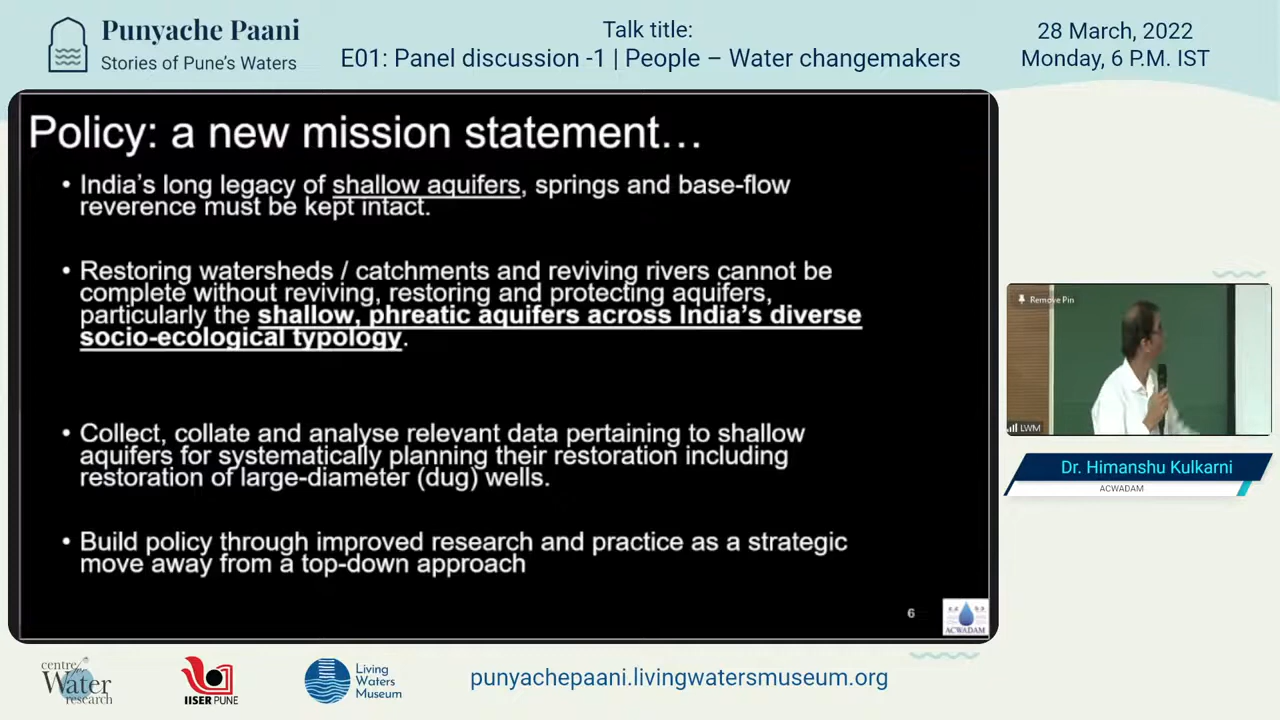 Punyache Paani
Stories of Pune's Waters
Talk title:
E01: Panel discussion -1 | People – Water changemakers
28 March, 2022
Monday, 6 P.M. IST
Policy: a new mission statement…
• India's long legacy of shallow aquifers, springs and base-flow
reverence must be kept intact.
• Restoring watersheds / catchments and reviving rivers cannot be
complete without reviving, restoring and protecting aquifers,
particularly the shallow, phreatic aquifers across India's diverse
socio-ecological typology.
• Collect, collate and analyse relevant data pertaining to shallow
aquifers for systematically planning their restoration including
restoration of large-diameter (dug) wells.
• Build policy through improved research and practice as a strategic
move away from a top-down approach
6
ACWADAM
Remove Pin
LWM
Dr. Himanshu Kulkarni
ACWADAM
centre
for
Water
research
IISER PUNE
Living
Waters
Museum
punyachepaani.livingwatersmuseum.org